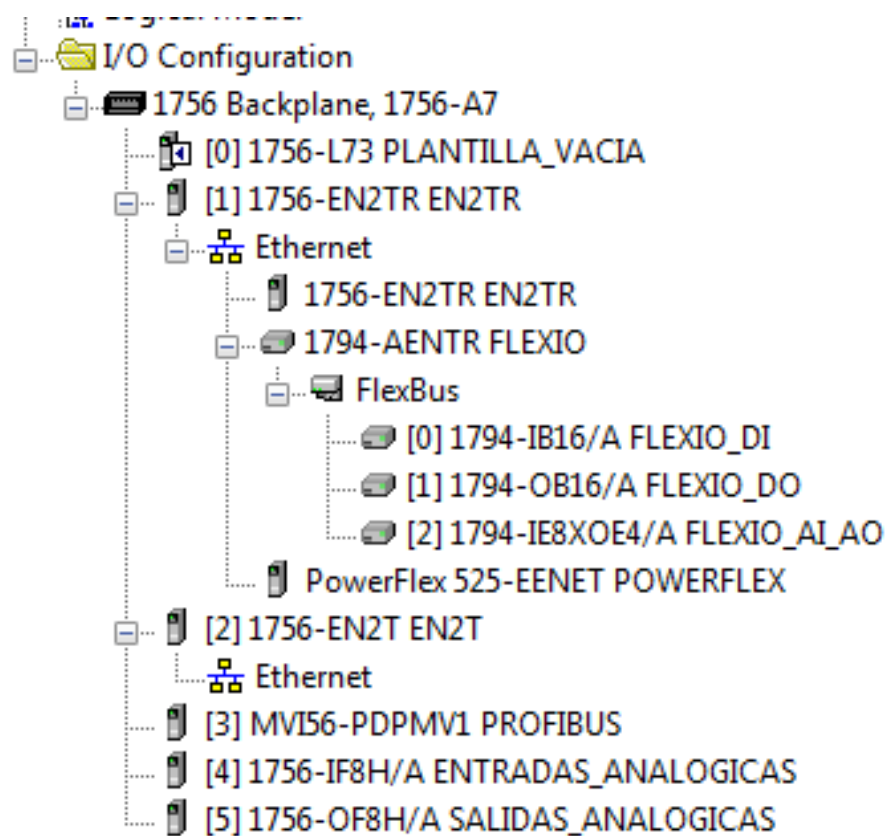 Logical Model
I/O Configuration
1756 Backplane, 1756-A7
[0] 1756-L73 PLANTILLA_VACIA
[1] 1756-EN2TR EN2TR
Ethernet
1756-EN2TR EN2TR
1794-AENTR FLEXIO
FlexBus
[0] 1794-IB16/A FLEXIO_DI
[1] 1794-OB16/A FLEXIO_DO
[2] 1794-IE8XOE4/A FLEXIO_AI_AO
PowerFlex 525-EENET POWERFLEX
[2] 1756-EN2T EN2T
Ethernet
[3] MVI56-PDPMV1 PROFIBUS
[4] 1756-IF8H/A ENTRADAS_ANALOGICAS
[5] 1756-OF8H/A SALIDAS_ANALOGICAS